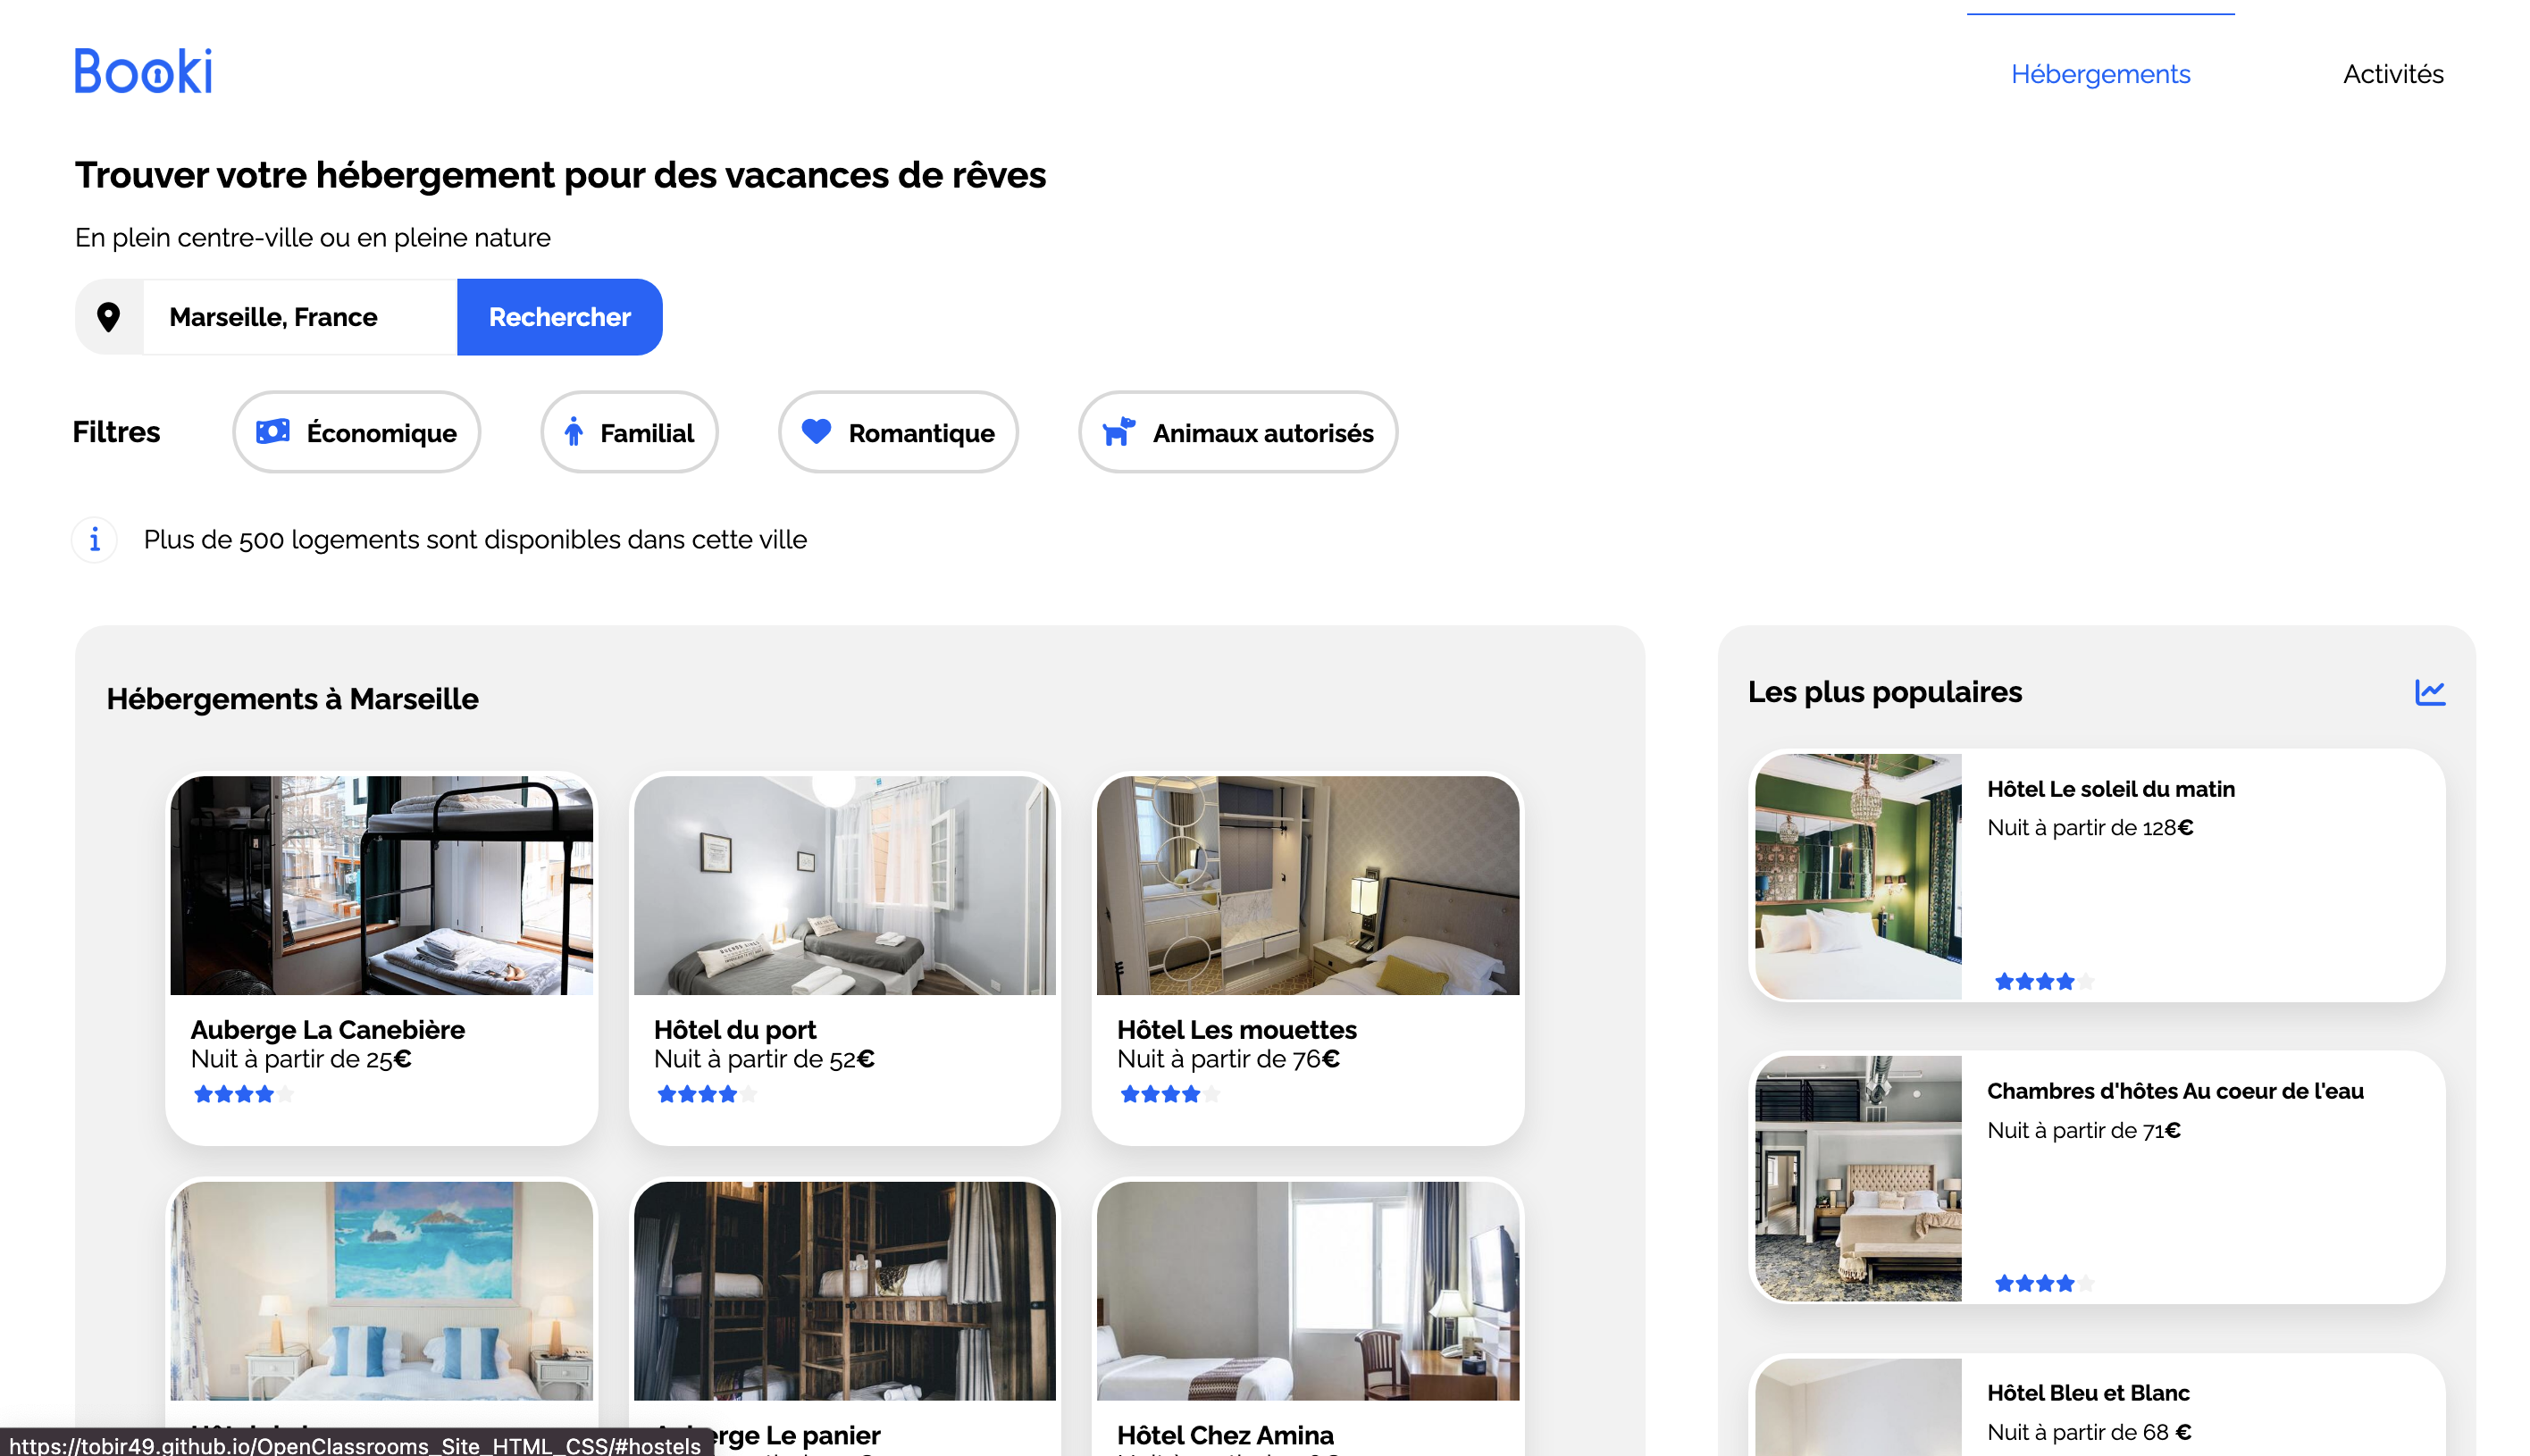 Booki
Hébergements
Activités
Trouver votre hébergement pour des vacances de rêves
En plein centre-ville ou en pleine nature
Marseille, France
Rechercher
Filtres
Économique
Familial
Romantique
Animaux autorisés
Plus de 500 logements sont disponibles dans cette ville
Hébergements à Marseille
Auberge La Canebière
Nuit à partir de 25€
Hôtel du port
Nuit à partir de 52€
Hôtel Les mouettes
Nuit à partir de 76€
Auberge Le panier
Hôtel Chez Amina
Les plus populaires
Hôtel Le soleil du matin
Nuit à partir de 128€
Chambres d'hôtes Au coeur de l'eau
Nuit à partir de 71€
Hôtel Bleu et Blanc
Nuit à partir de 68 €
https://tobir49.github.io/OpenClassrooms_Site_HTML_CSS/#hostels